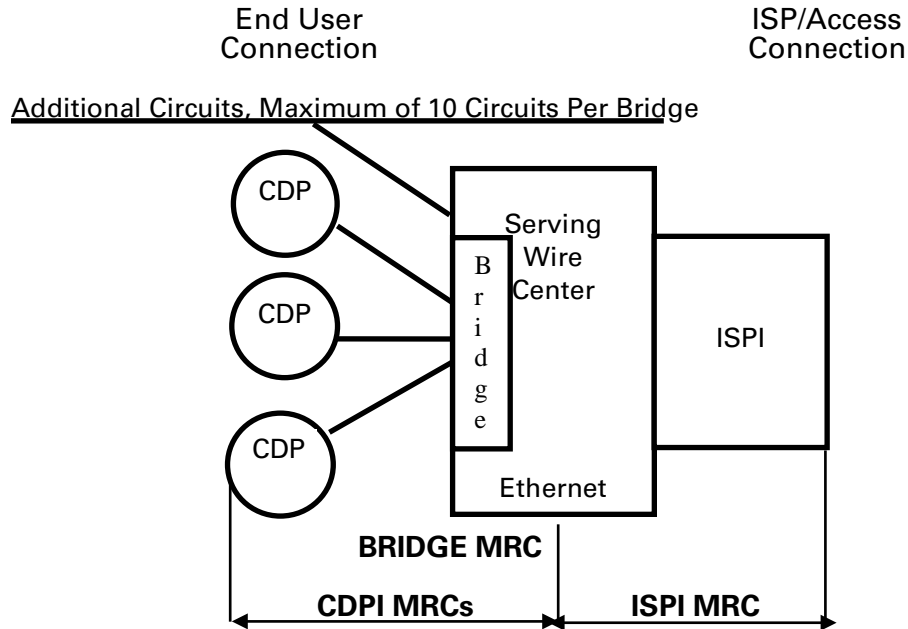 End User
Connection
ISP/Access
Connection
Additional Circuits, Maximum of 10 Circuits Per Bridge
CDP
CDP
CDP
Bridge
Serving
Wire
Center
Ethernet
ISPI
BRIDGE MRC
CDPI MRCs
ISPI MRC